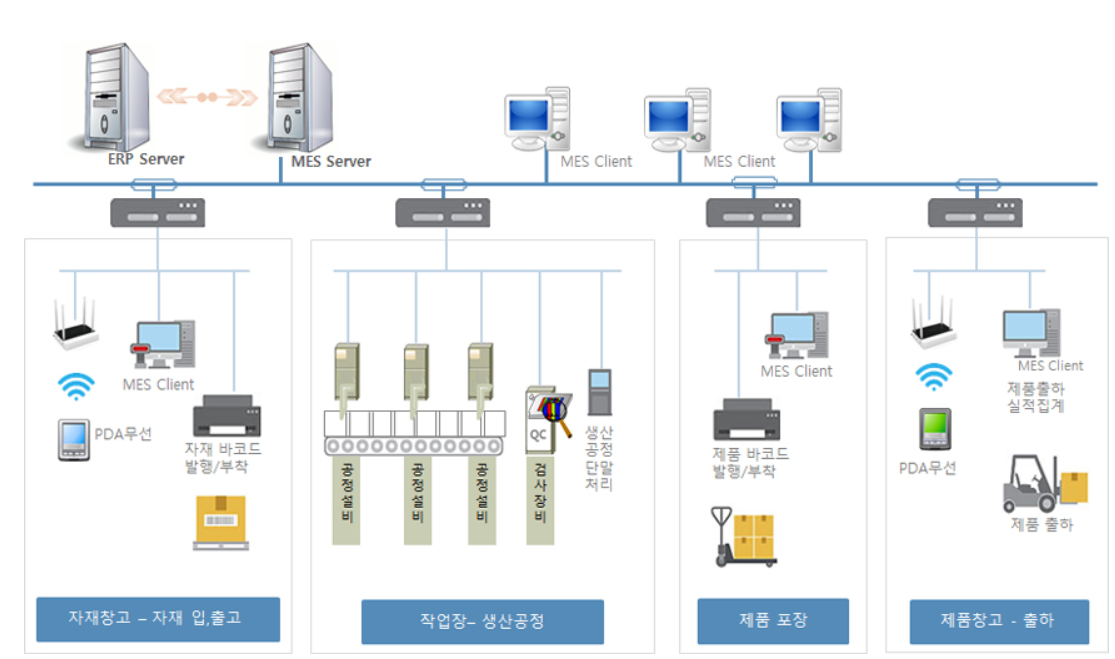 ERP Server
MES Server
MES Client
MES Client
MES Client
PDA무선
자재 바코드
발행/부착
공정설비
공정설비
공정설비
QC
검사장비
생산
공정
단말
처리
MES Client
제품 바코드
발행/부착
MES Client
제품출하
실적집계
PDA무선
제품 출하
자재창고 – 자재 입,출고
작업장– 생산공정
제품 포장
제품창고 - 출하